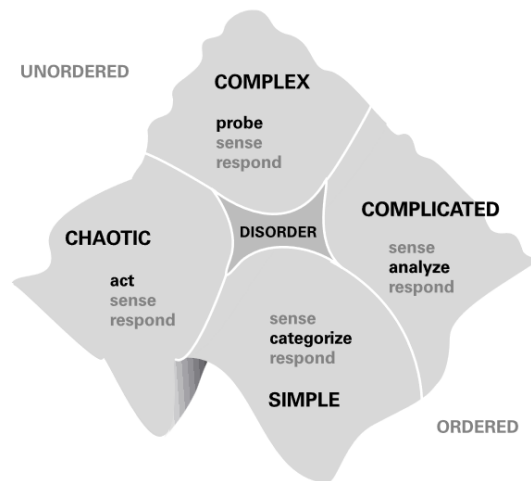 UNORDERED
COMPLEX
probe
sense
respond
COMPLICATED
sense
analyze
respond
CHAOTIC
act
sense
respond
DISORDER
sense
categorize
respond
SIMPLE
ORDERED